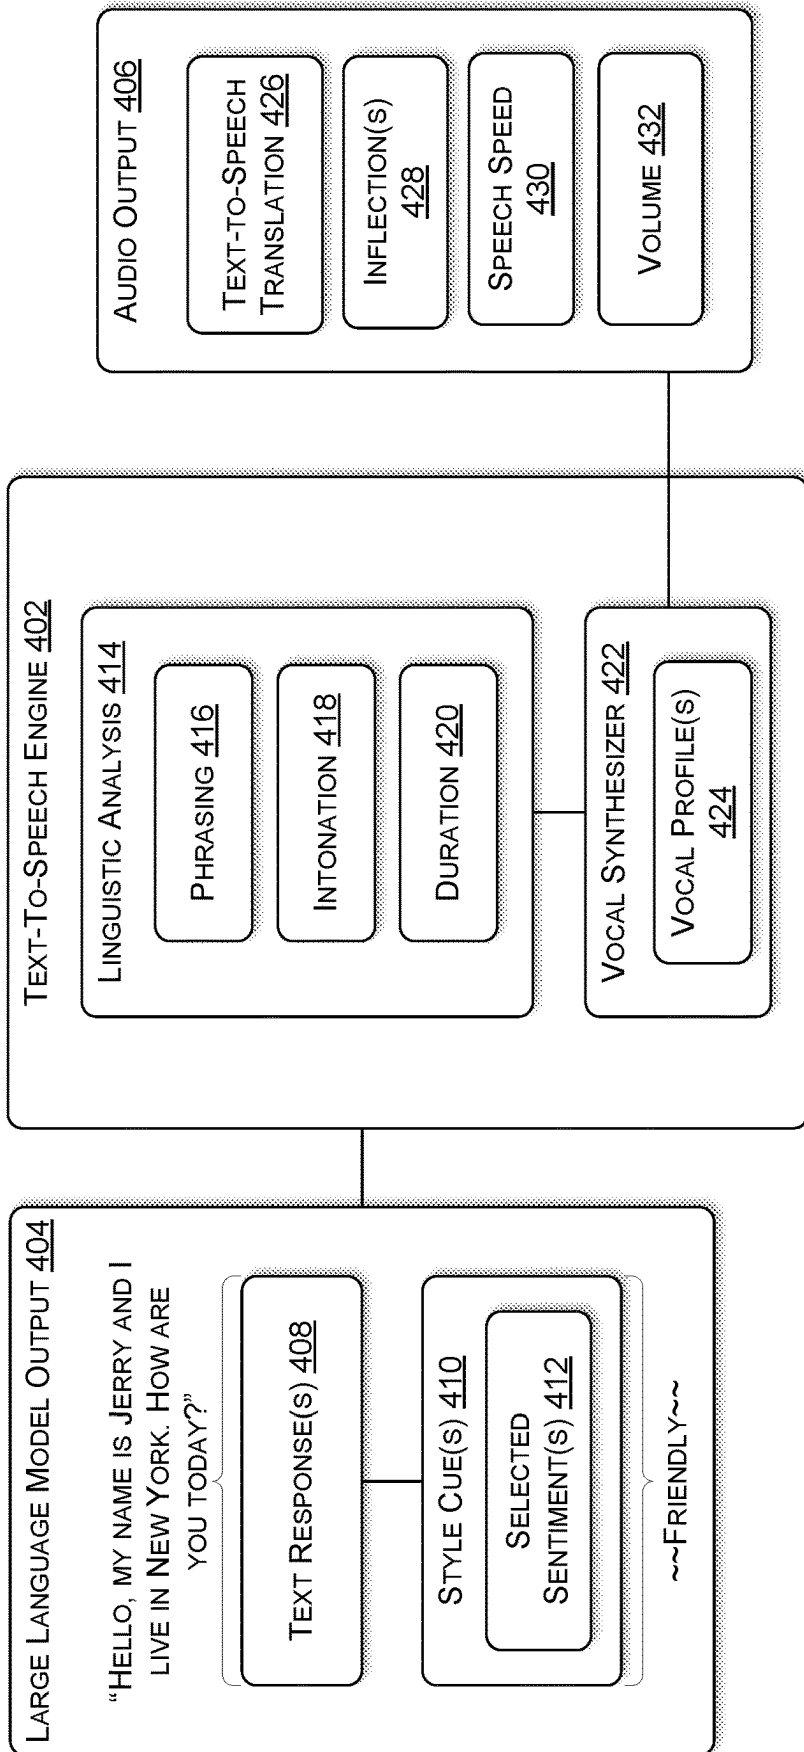 LARGE LANGUAGE MODEL OUTPUT 404
“HELLO, MY NAME IS JERRY AND I
LIVE IN NEW YORK. HOW ARE
YOU TODAY?”
TEXT RESPONSE(S) 408
STYLE CUE(S) 410
SELECTED
SENTIMENT(S) 412
~~FRIENDLY~~
TEXT-TO-SPEECH ENGINE 402
LINGUISTIC ANALYSIS 414
PHRASING 416
INTONATION 418
DURATION 420
VOCAL SYNTHESIZER 422
VOCAL PROFILE(S)
424
AUDIO OUTPUT 406
TEXT-TO-SPEECH
TRANSLATION 426
INFLECTION(S)
428
SPEECH SPEED
430
VOLUME 432